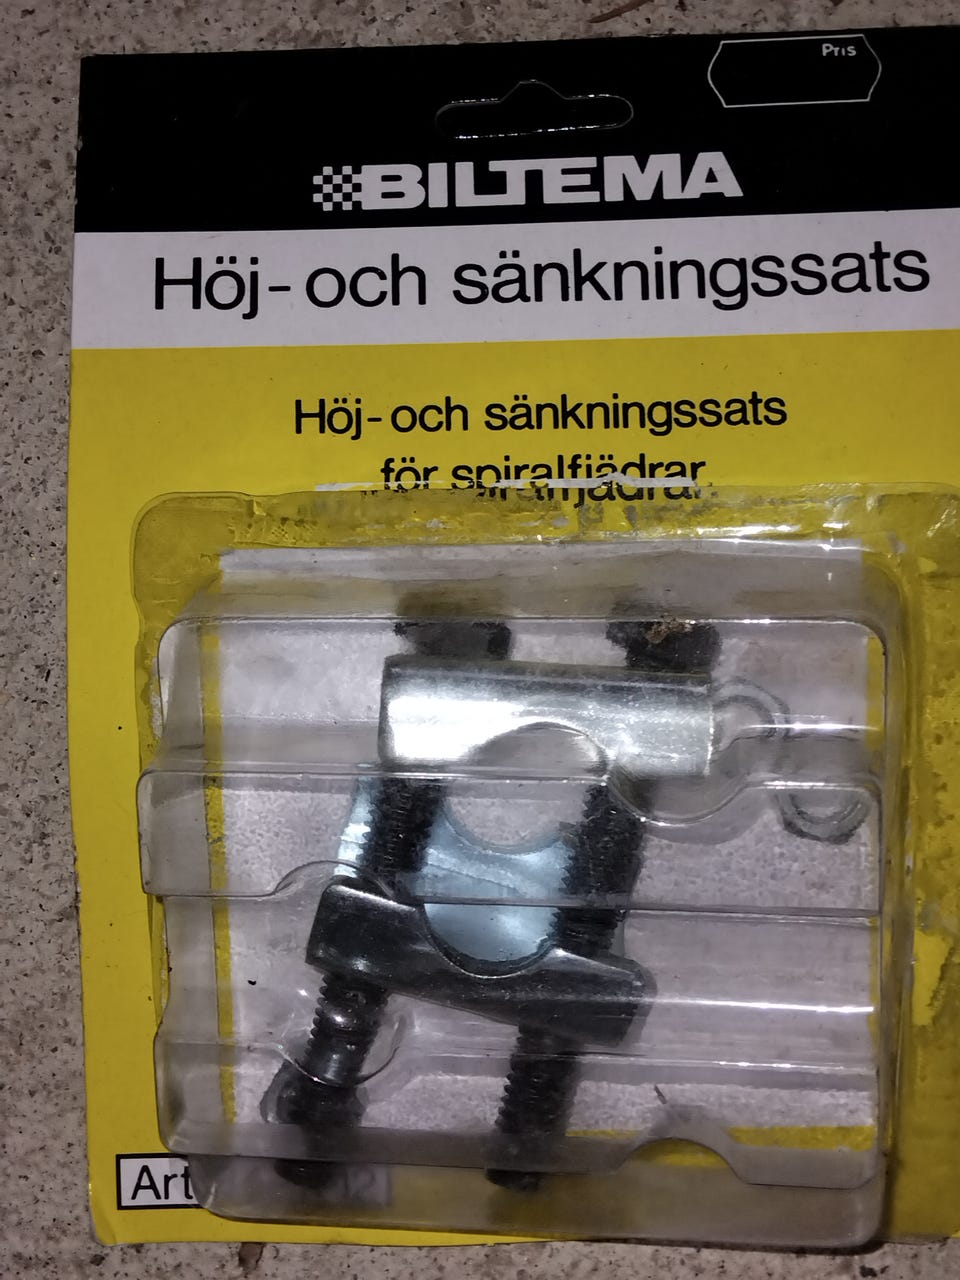 Pris
BILTEMA
Höj- och sänkningssats
Höj- och sänkningssats
för spiralfjädrar
Art